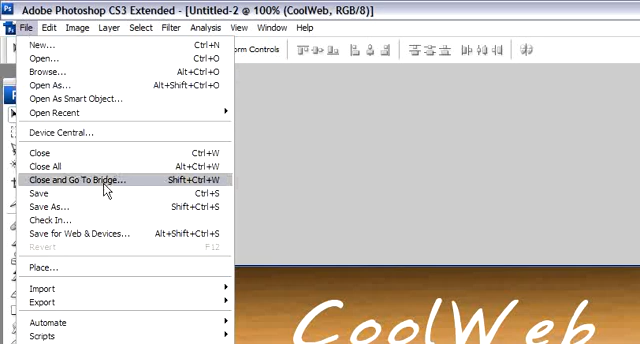 Ps Adobe Photoshop CS3 Extended - [Untitled-2 @ 100% (CoolWeb, RGB/8)]
Ps File Edit Image Layer Select Filter Analysis View Window Help
New... Ctrl+N
orm Controls
Open... Ctrl+O
Browse... Alt+Ctrl+O
Open As... Alt+Shift+Ctrl+O
Open As Smart Object...
Open Recent
Device Central...
Close Ctrl+W
Close All Alt+Ctrl+W
Close and Go To Bridge... Shift+Ctrl+W
Save Ctrl+S
Save As... Shift+Ctrl+S
Check In...
Save for Web & Devices... Alt+Shift+Ctrl+S
Revert F12
Place...
Import
Export
Automate
Scripts
CoolWeb